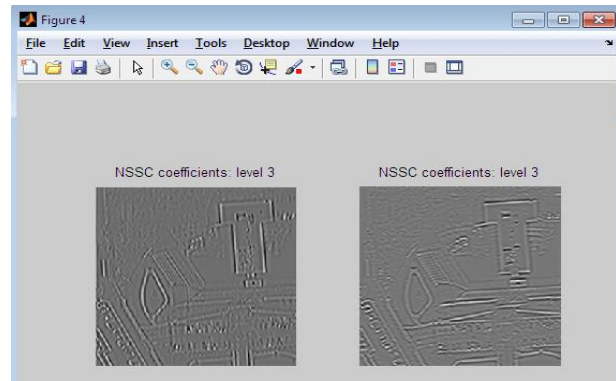 Figure 4
File Edit View Insert Tools Desktop Window Help
NSSC coefficients: level 3 NSSC coefficients: level 3